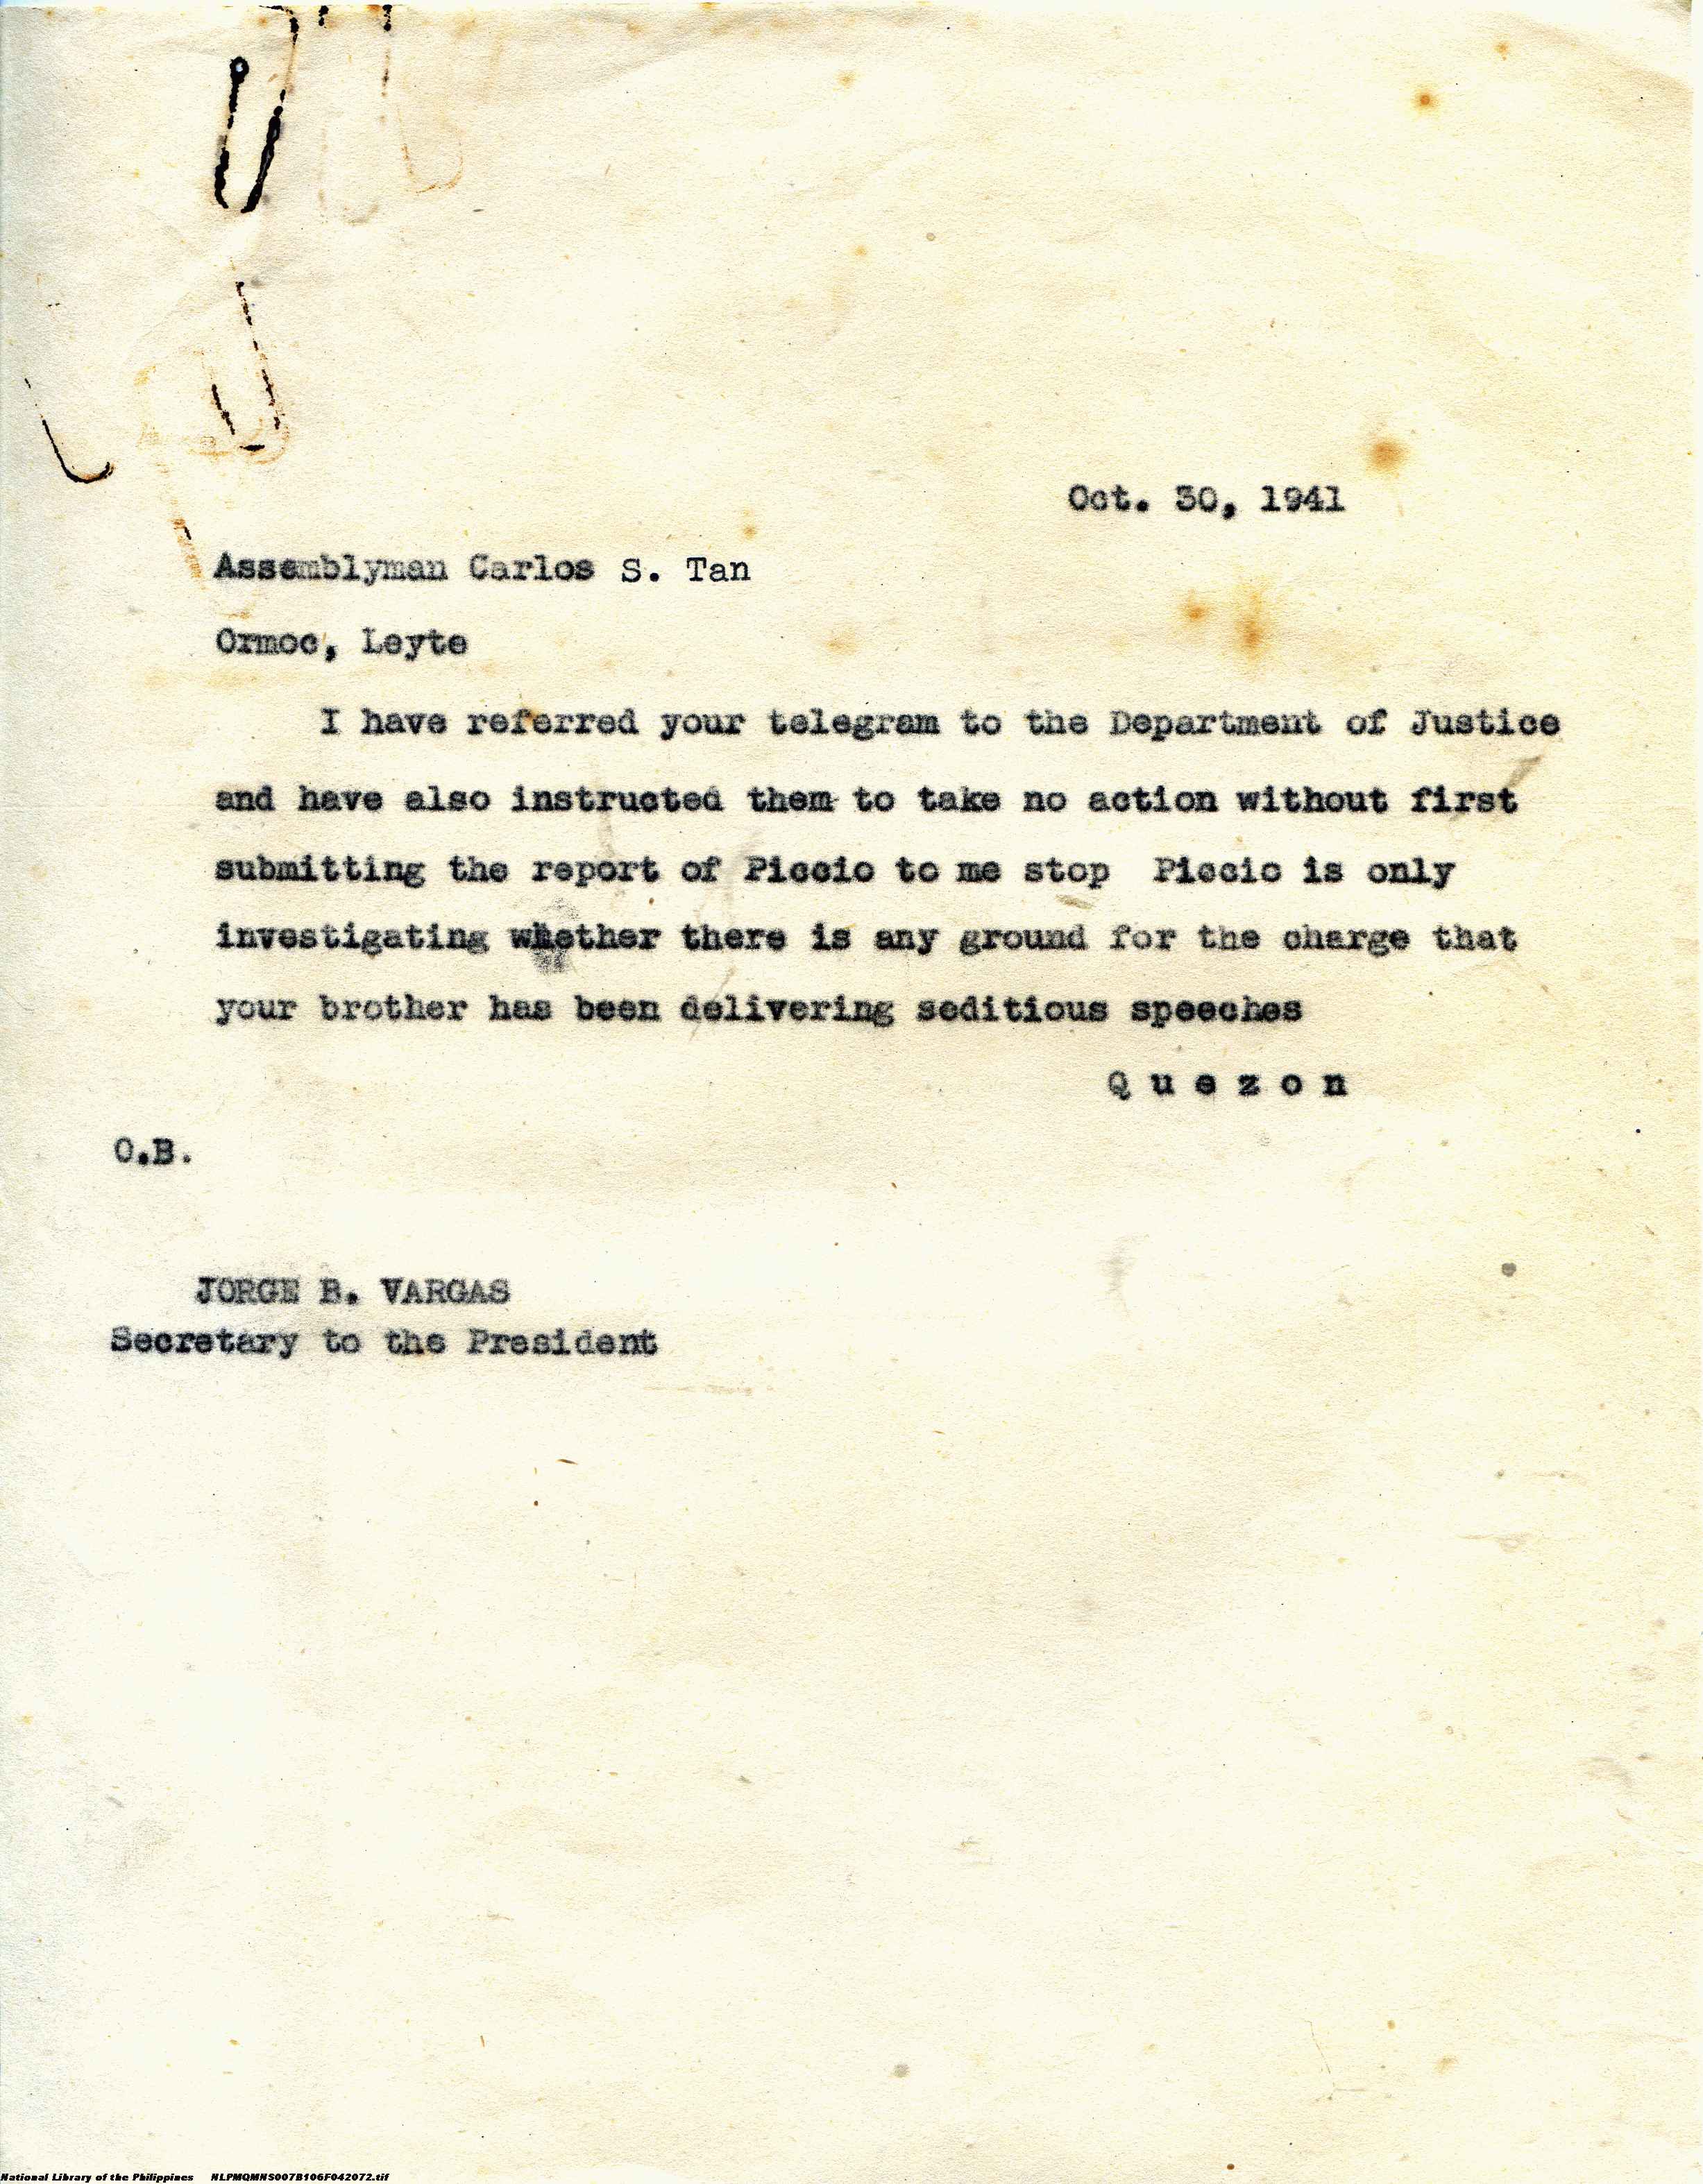 Oct. 30, 1941
Assemblyman Carlos S. Tan
Ormoc, Leyte
I have referred your telegram to the Department of Justice
and have also instructed them to take no action without first
submitting the report of Piccio to me stop Piccio is only
investigating whether there is any ground for the charge that
your brother has been delivering seditious speeches
Q u e z o n
O.B.
JORGE B. VARGAS
Secretary to the President
National Library of the Philippines NLPMQMNS007B106F042072.tif